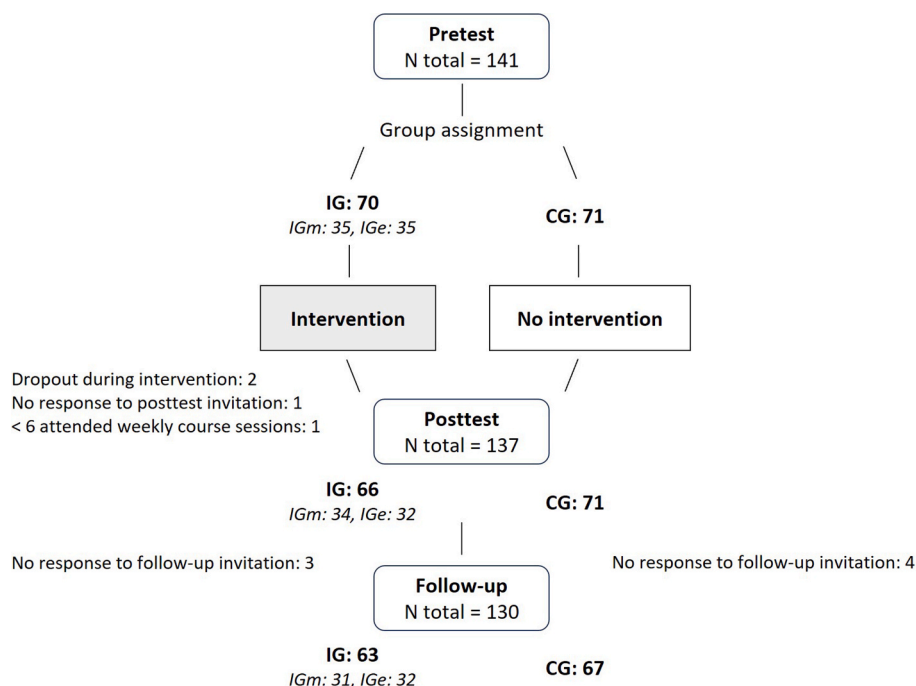 Pretest
N total = 141
Group assignment
IG: 70
IGm: 35, IGe: 35
CG: 71
Intervention
No intervention
Dropout during intervention: 2
No response to posttest invitation: 1
< 6 attended weekly course sessions: 1
Posttest
N total = 137
IG: 66
IGm: 34, IGe: 32
CG: 71
No response to follow-up invitation: 3
No response to follow-up invitation: 4
Follow-up
N total = 130
IG: 63
IGm: 31, IGe: 32
CG: 67